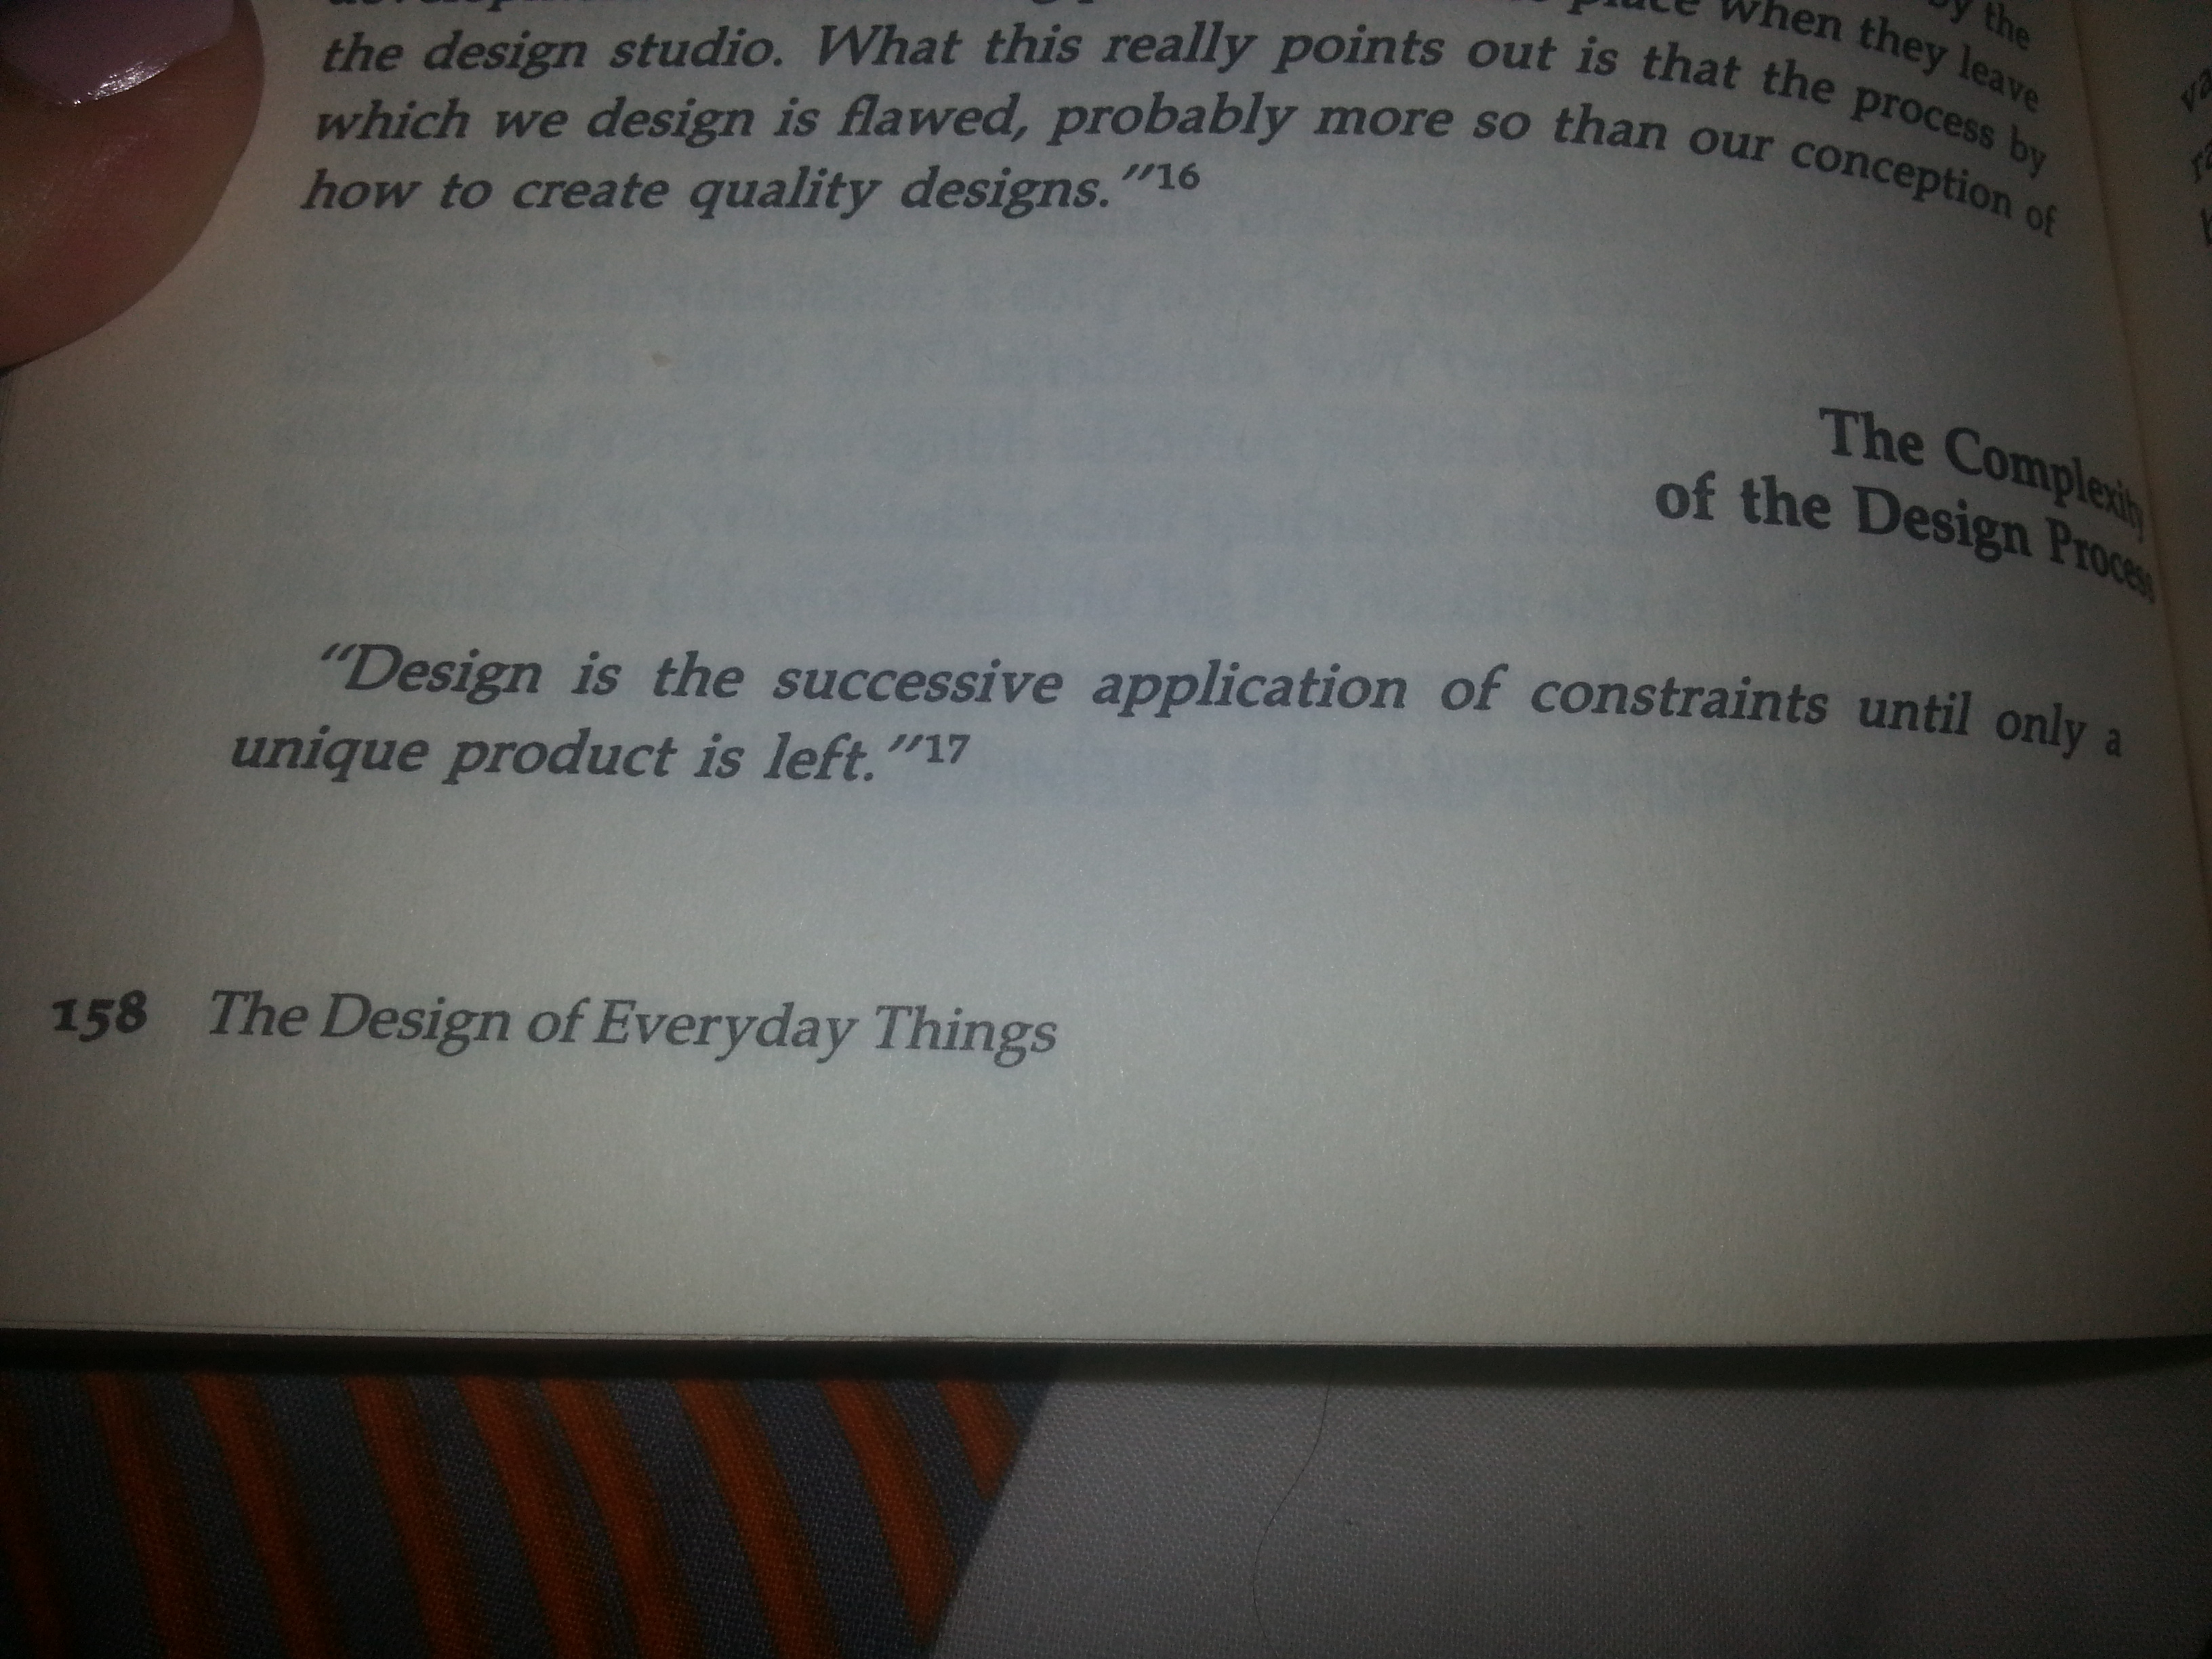 by the
place when they leave
the design studio. What this really points out is that the process by
which we design is flawed, probably more so than our conception of
how to create quality designs."16
The Complexity
of the Design Process
"Design is the successive application of constraints until only a
unique product is left."17
158 The Design of Everyday Things